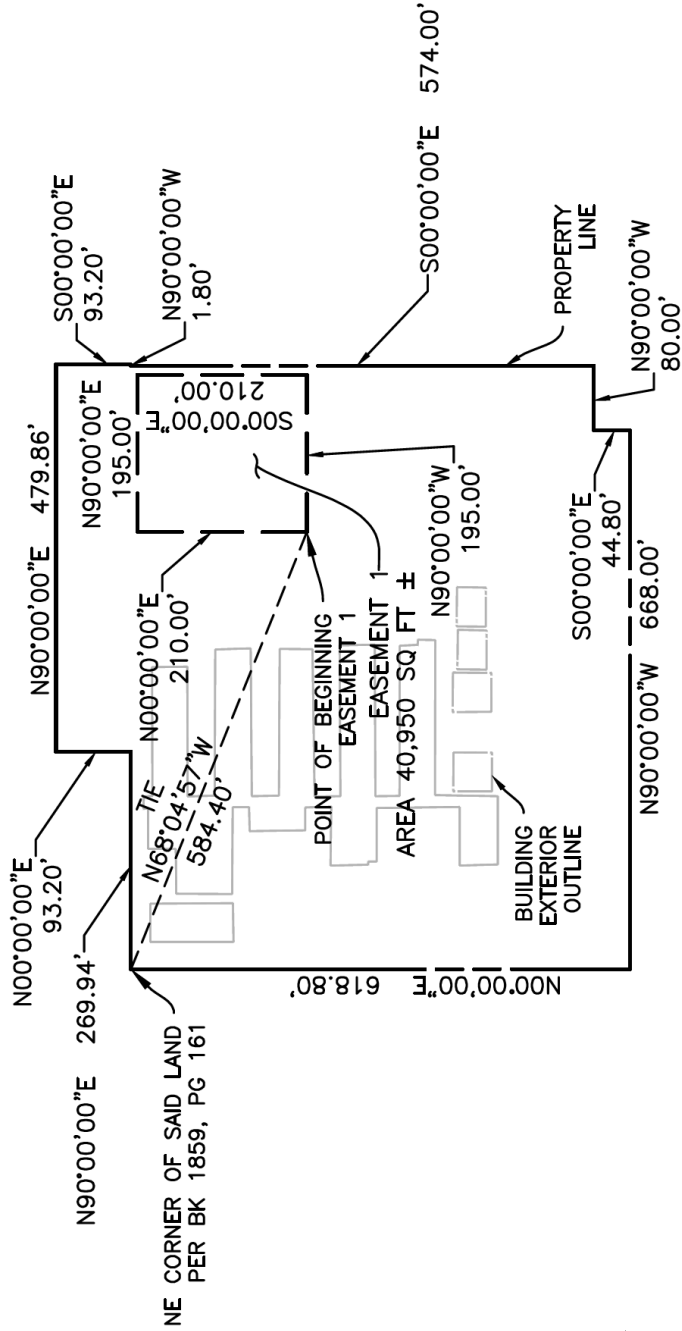 S00°00'00"E
93.20'
N90°00'00"E 479.86'
N90°00'00"W
1.80'
N00°00'00"E
93.20'
N90°00'00"E
195.00'
N90°00'00"E 269.94'
S00°00'00"E
210.00'
S00°00'00"E 574.00'
N00°00'00"E
210.00'
TIE
N68°04'57"W
584.40'
NE CORNER OF SAID LAND
PER BK 1859, PG 161
POINT OF BEGINNING
EASEMENT 1
EASEMENT 1
AREA 40,950 SQ FT ±
N90°00'00"W
195.00'
PROPERTY
LINE
N90°00'00"W
80.00'
N00°00'00"E 618.80'
BUILDING
EXTERIOR
OUTLINE
S00°00'00"E
44.80'
N90°00'00"W 668.00'